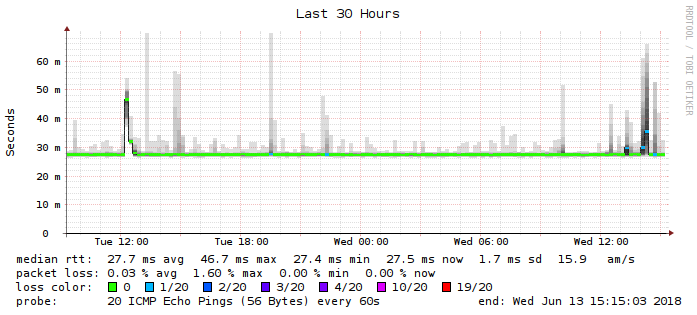 Last 30 Hours
RRDTOOL / TOBI OETIKER
Seconds
60 m
50 m
40 m
30 m
20 m
10 m
0
Tue 12:00 Tue 18:00 Wed 00:00 Wed 06:00 Wed 12:00
median rtt: 27.7 ms avg 46.7 ms max 27.4 ms min 27.5 ms now 1.7 ms sd 15.9 am/s
packet loss: 0.03 % avg 1.60 % max 0.00 % min 0.00 % now
loss color: 0 1/20 2/20 3/20 4/20 10/20 19/20
probe: 20 ICMP Echo Pings (56 Bytes) every 60s end: Wed Jun 13 15:15:03 2018